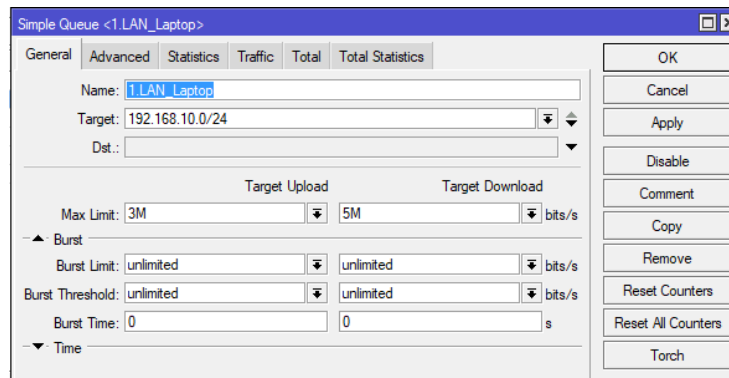 Simple Queue <1.LAN_Laptop>
General Advanced Statistics Traffic Total Total Statistics
Name: 1.LAN_Laptop
Target: 192.168.10.0/24
Dst.:
Target Upload Target Download
Max Limit: 3M 5M bits/s
Burst
Burst Limit: unlimited unlimited bits/s
Burst Threshold: unlimited unlimited bits/s
Burst Time: 0 0 s
Time
OK
Cancel
Apply
Disable
Comment
Copy
Remove
Reset Counters
Reset All Counters
Torch